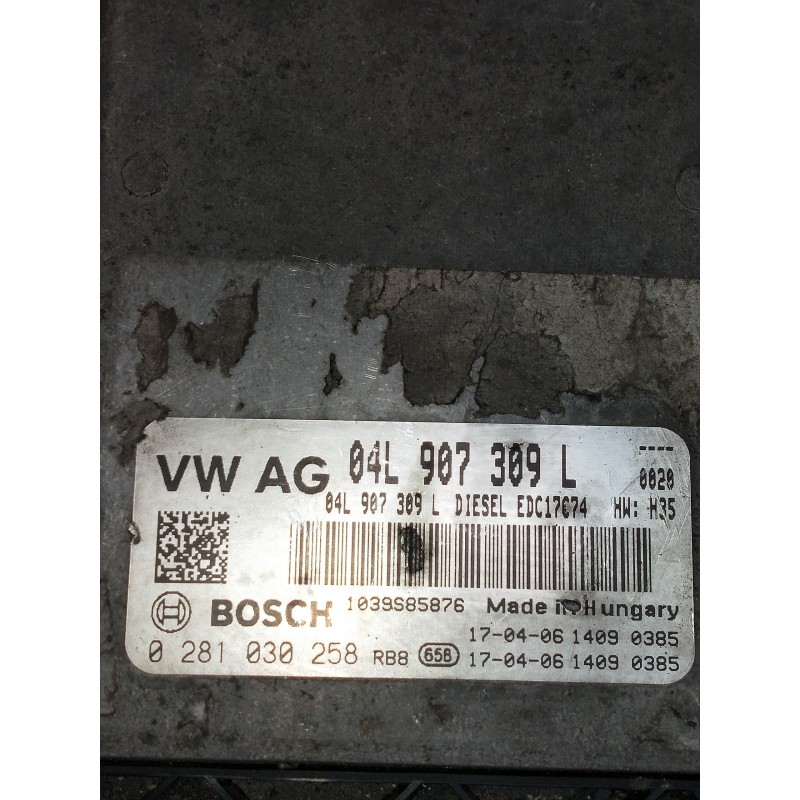 VW AG 04L 907 309 L ----
0020
04L 907 309 L DIESEL EDC17C74 HW: H35
BOSCH 1039S85876 Made in Hungary
17-04-06 1409 0385
0 281 030 258 RB8 65B 17-04-06 1409 0385